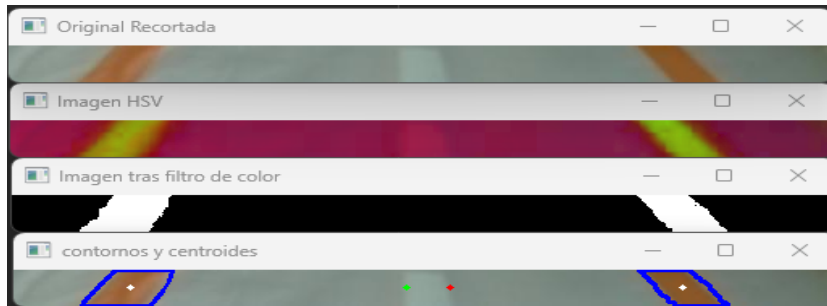 Original Recortada
Imagen HSV
Imagen tras filtro de color
contornos y centroides